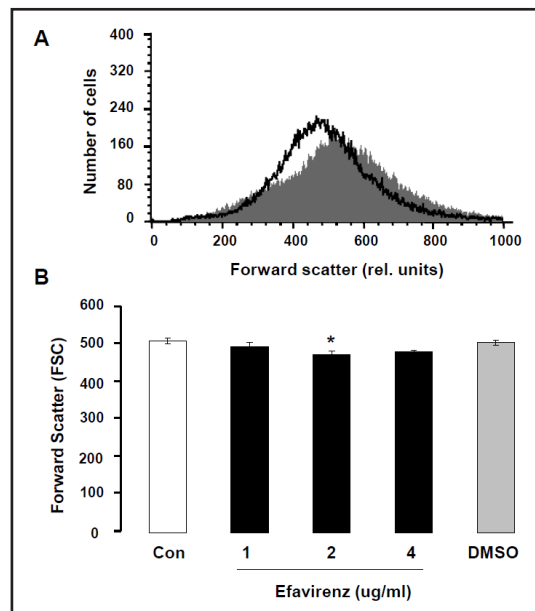 A
400
320
240
160
80
0
Number of cells
0 200 400 600 800 1000
Forward scatter (rel. units)
B
600
500
400
300
200
100
0
Forward Scatter (FSC)
*
Con 1 2 4 DMSO
Efavirenz (ug/ml)